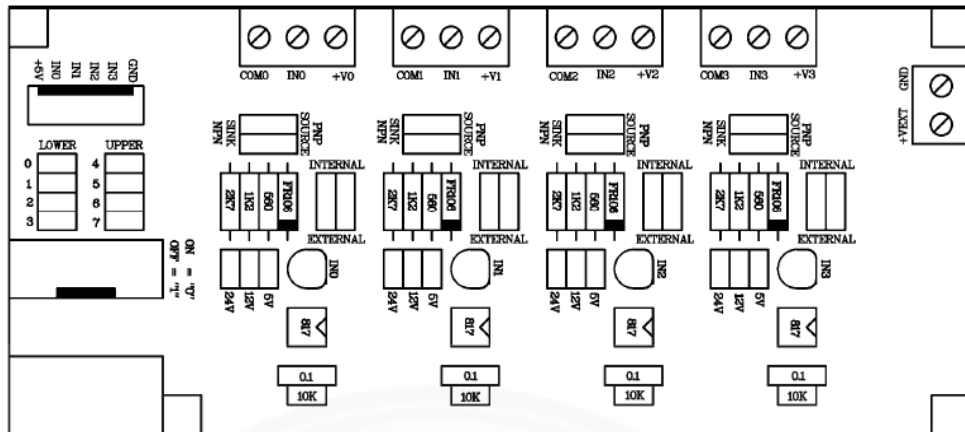 COM0 IN0 +V0
COM1 IN1 +V1
COM2 IN2 +V2
COM3 IN3 +V3
+5V IN0 IN1 IN2 IN3 GND
GND
+VEXT
NPN SINK SOURCE PNP
NPN SINK SOURCE PNP
NPN SINK SOURCE PNP
NPN SINK SOURCE PNP
LOWER UPPER
0 4
1 5
2 6
3 7
INTERNAL
INTERNAL
INTERNAL
INTERNAL
2K7 1K2 560 FR106
2K7 1K2 560 FR106
2K7 1K2 560 FR106
2K7 1K2 560 FR106
EXTERNAL
EXTERNAL
EXTERNAL
EXTERNAL
ON = "0"
OFF = "1"
IN0
IN1
IN2
IN3
24V 12V 5V
24V 12V 5V
24V 12V 5V
24V 12V 5V
817
817
817
817
0.1
0.1
0.1
0.1
10K
10K
10K
10K